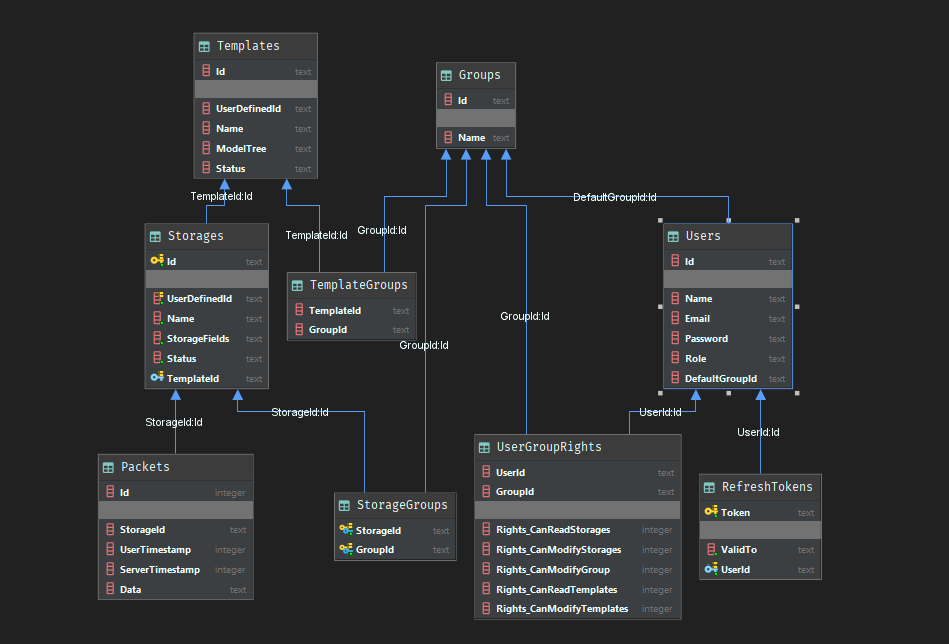 Templates
Id text
UserDefinedId text
Name text
ModelTree text
Status text
Groups
Id text
Name text
TemplateId:Id
TemplateId:Id
GroupId:Id
DefaultGroupId:Id
Storages
Id text
UserDefinedId text
Name text
StorageFields text
Status text
TemplateId text
TemplateGroups
TemplateId text
GroupId text
GroupId:Id
GroupId:Id
Users
Id text
Name text
Email text
Password text
Role text
DefaultGroupId text
StorageId:Id
StorageId:Id
UserId:Id
UserId:Id
Packets
Id integer
StorageId text
UserTimestamp integer
ServerTimestamp integer
Data text
StorageGroups
StorageId text
GroupId text
UserGroupRights
UserId text
GroupId text
Rights_CanReadStorages integer
Rights_CanModifyStorages integer
Rights_CanModifyGroup integer
Rights_CanReadTemplates integer
Rights_CanModifyTemplates integer
RefreshTokens
Token text
ValidTo text
UserId text